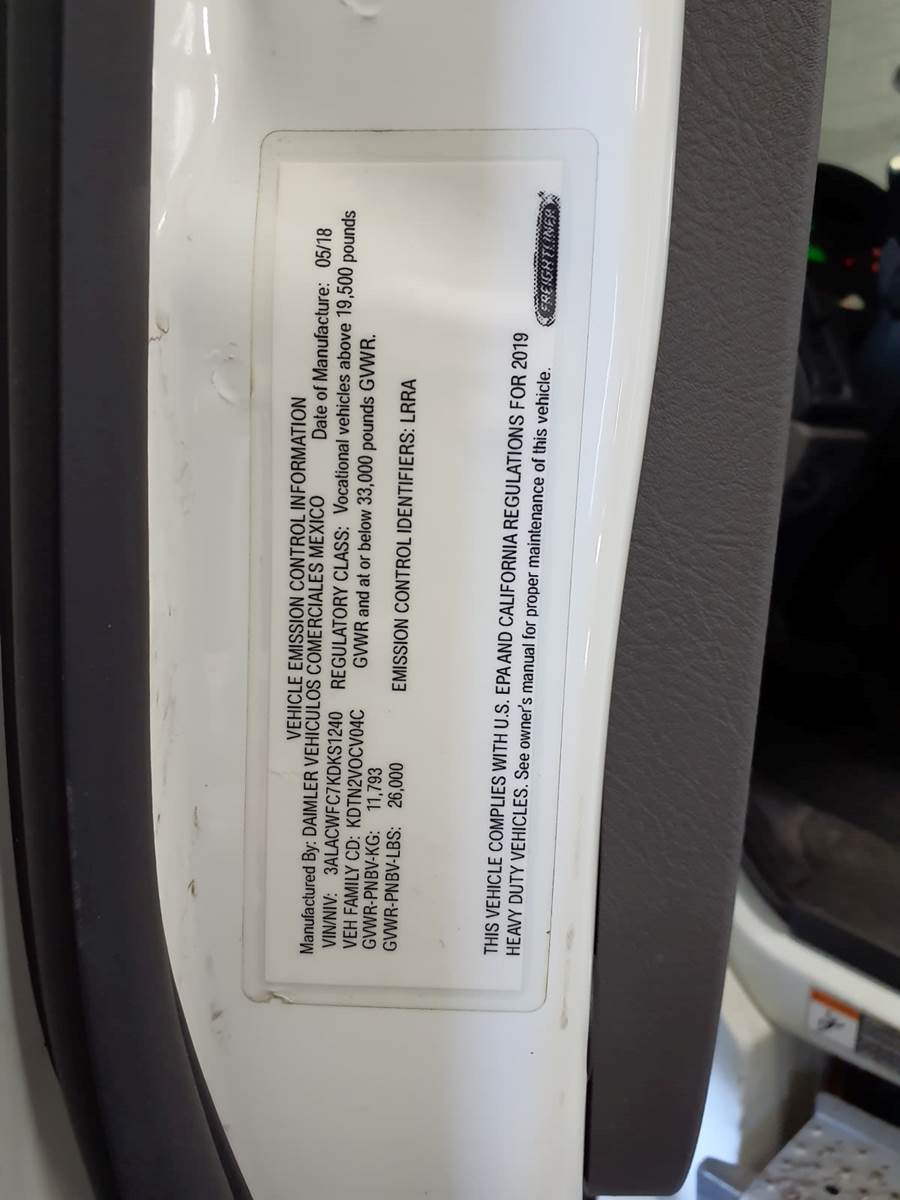 VEHICLE EMISSION CONTROL INFORMATION
Manufactured By: DAIMLER VEHICULOS COMERCIALES MEXICO Date of Manufacture: 05/18
VIN/NIV: 3ALACWFC7KDKS1240 REGULATORY CLASS: Vocational vehicles above 19,500 pounds
VEH FAMILY CD: KDTN2VOCV04C GVWR and at or below 33,000 pounds GVWR.
GVWR-PNBV-KG: 11,793
GVWR-PNBV-LBS: 26,000 EMISSION CONTROL IDENTIFIERS: LRRA
THIS VEHICLE COMPLIES WITH U.S. EPA AND CALIFORNIA REGULATIONS FOR 2019
HEAVY DUTY VEHICLES. See owner's manual for proper maintenance of this vehicle.
FREIGHTLINER